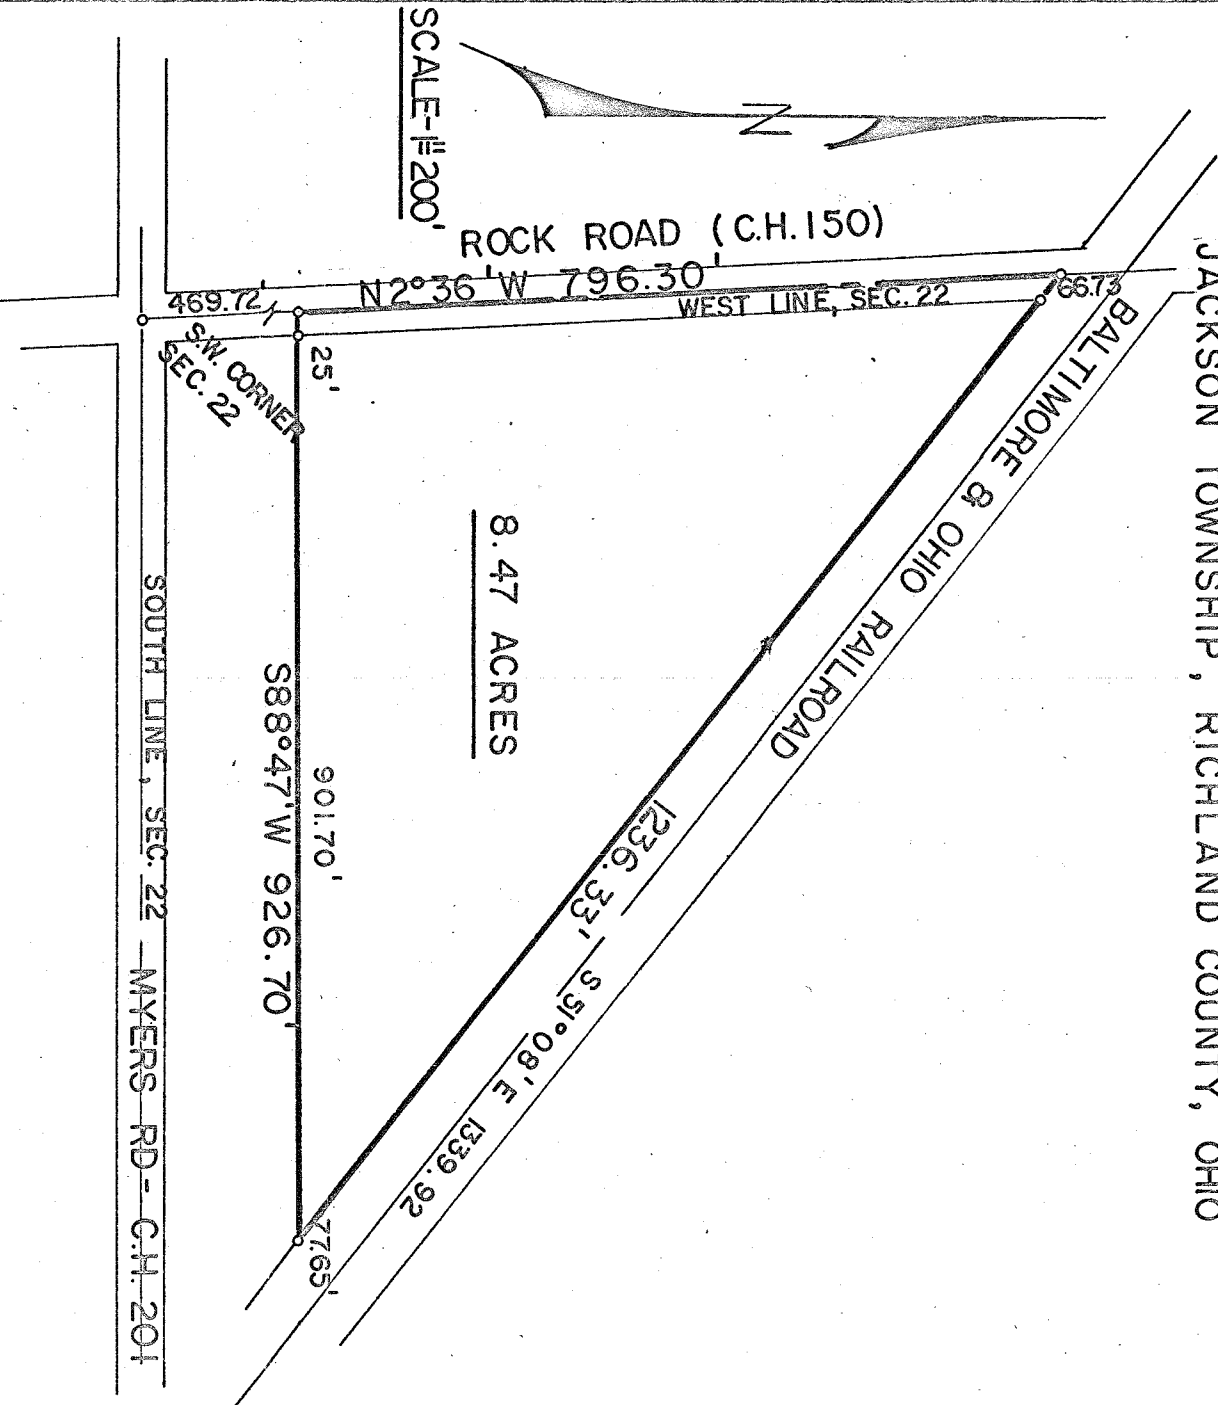 JACKSON TOWNSHIP, RICHLAND COUNTY, OHIO
SCALE-1"=200'
N
ROCK ROAD (C.H.150)
N2°36'W 796.30'
WEST LINE, SEC. 22
66.73
469.72'
S.W. CORNER
SEC. 22
25'
BALTIMORE & OHIO RAILROAD
8.47 ACRES
1236.33'
S 51°08'E 1339.92
901.70'
S88°47'W 926.70'
77.65'
SOUTH LINE, SEC. 22 MYERS RD- C.H. 201